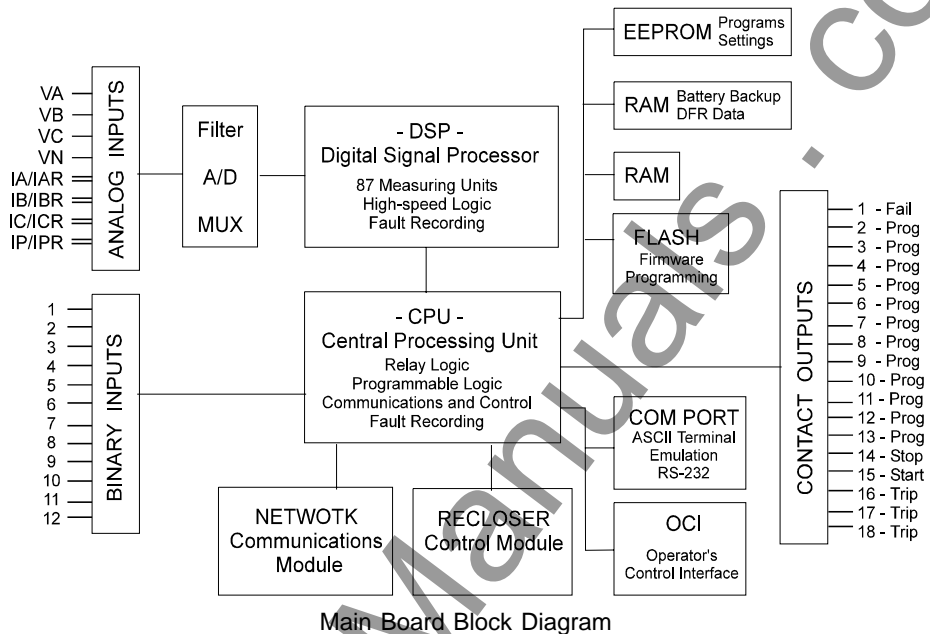 VA
VB
VC
VN
IA/IAR
IB/IBR
IC/ICR
IP/IPR
ANALOG INPUTS
Filter
A/D
MUX
- DSP -
Digital Signal Processor
87 Measuring Units
High-speed Logic
Fault Recording
EEPROM Programs
Settings
RAM Battery Backup
DFR Data
RAM
FLASH
Firmware
Programming
1
2
3
4
5
6
7
8
9
10
11
12
BINARY INPUTS
- CPU -
Central Processing Unit
Relay Logic
Programmable Logic
Communications and Control
Fault Recording
NETWOTK
Communications
Module
RECLOSER
Control Module
COM PORT
ASCII Terminal
Emulation
RS-232
OCI
Operator's
Control Interface
CONTACT OUTPUTS
1 - Fail
2 - Prog
3 - Prog
4 - Prog
5 - Prog
6 - Prog
7 - Prog
8 - Prog
9 - Prog
10 - Prog
11 - Prog
12 - Prog
13 - Prog
14 - Stop
15 - Start
16 - Trip
17 - Trip
18 - Trip
Main Board Block Diagram
Manuals . co